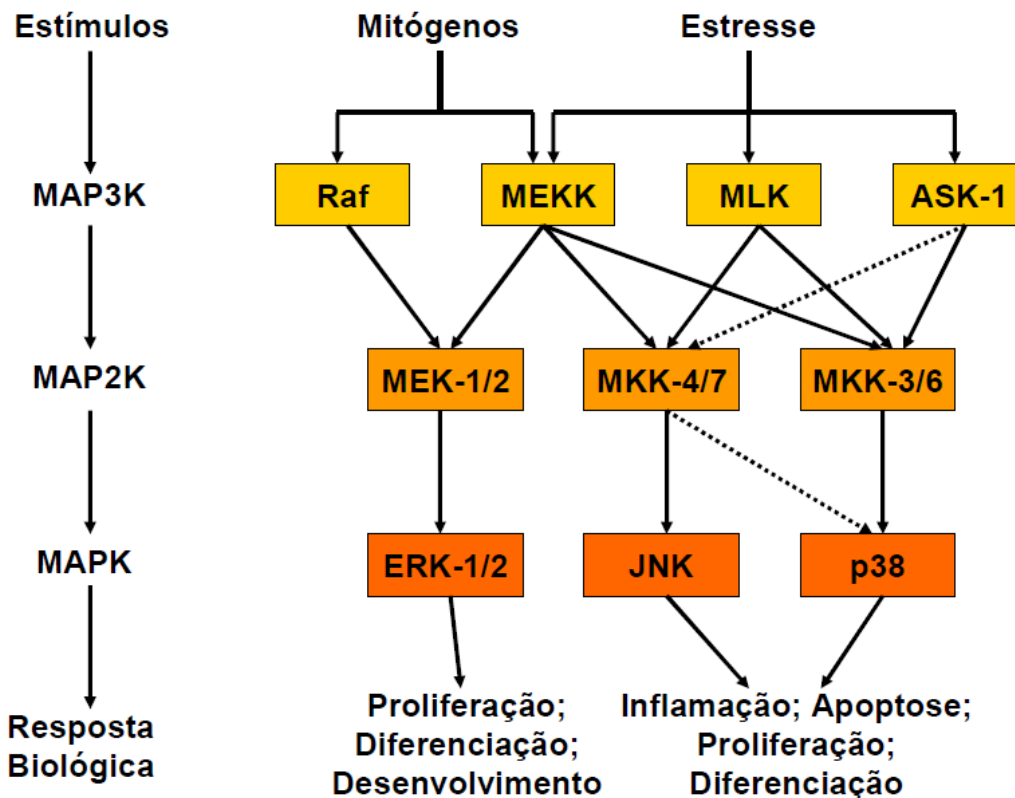 Estímulos
Mitógenos
Estresse
MAP3K
Raf
MEKK
MLK
ASK-1
MAP2K
MEK-1/2
MKK-4/7
MKK-3/6
MAPK
ERK-1/2
JNK
p38
Resposta
Biológica
Proliferação;
Diferenciação;
Desenvolvimento
Inflamação; Apoptose;
Proliferação;
Diferenciação